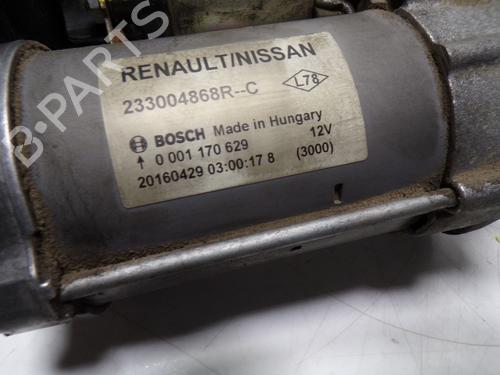 RENAULT/NISSAN
233004868R--C
L78
BOSCH Made in Hungary 12V
0 001 170 629 (3000)
20160429 03:00:17 8
B-PARTS